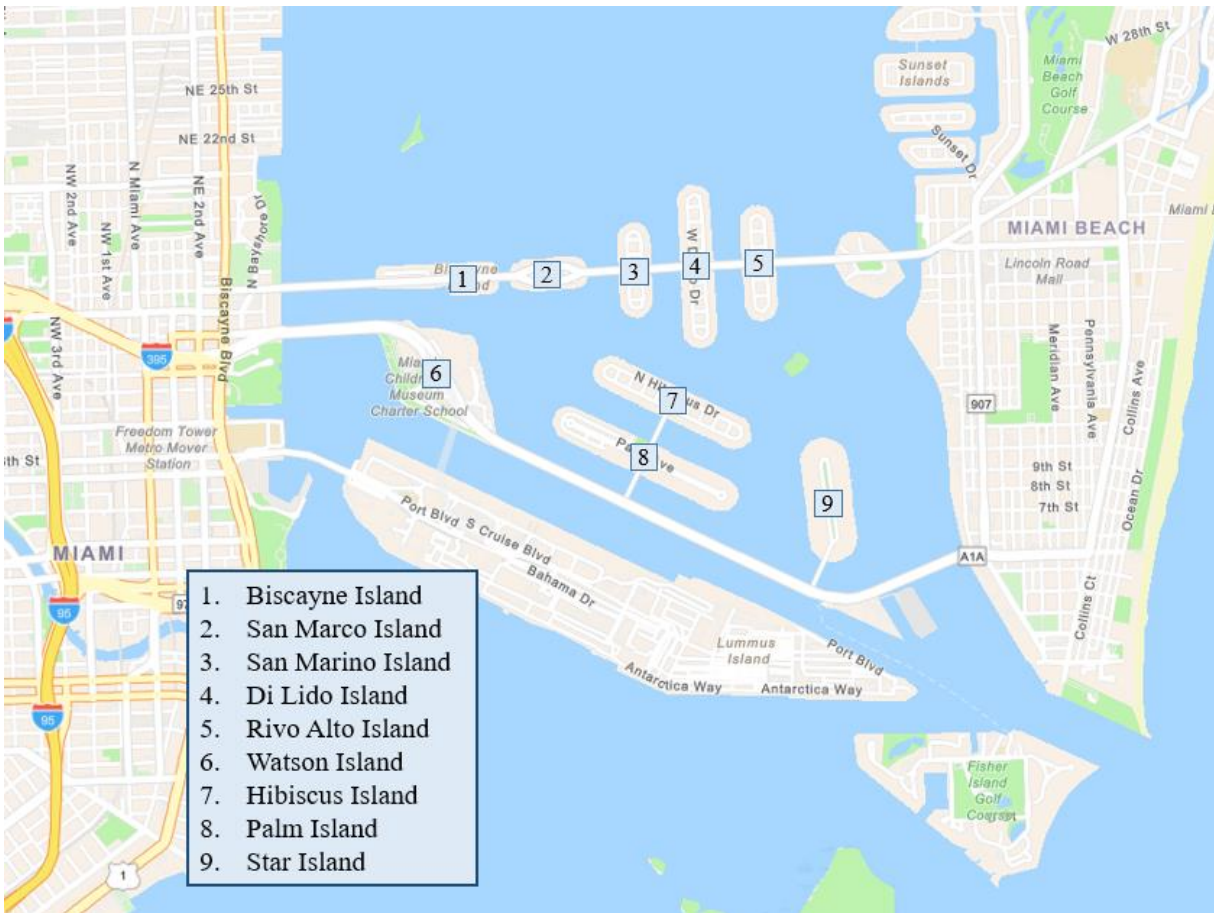 W 28th St
Sunset
Islands
Miami
Beach
Golf
Course
NE 25th St
NE 22nd St
Sunset Dr
NW 2nd Ave
N Miami Ave
NW 1st Ave
NE 2nd Ave
N Bayshore Dr
Miami
MIAMI BEACH
Lincoln Road
Mall
Biscayne
1
2
3
4
5
W Dr
Biscayne Blvd
NW 3rd Ave
395
Meridian Ave
Pennsylvania Ave
Collins Ave
907
6
Museum
Charter School
N Dr
7
8
9
Freedom Tower
Metro Mover
Station
th St
9th St
8th St
7th St
Ocean Dr
Port Blvd
S Cruise Blvd
Bahama Dr
MIAMI
A1A
95
97
Collins Ct
Lummus
Island
Port Blvd
Antarctica Way
Antarctica Way
95
Fisher
Island
Golf
1
1. Biscayne Island
2. San Marco Island
3. San Marino Island
4. Di Lido Island
5. Rivo Alto Island
6. Watson Island
7. Hibiscus Island
8. Palm Island
9. Star Island